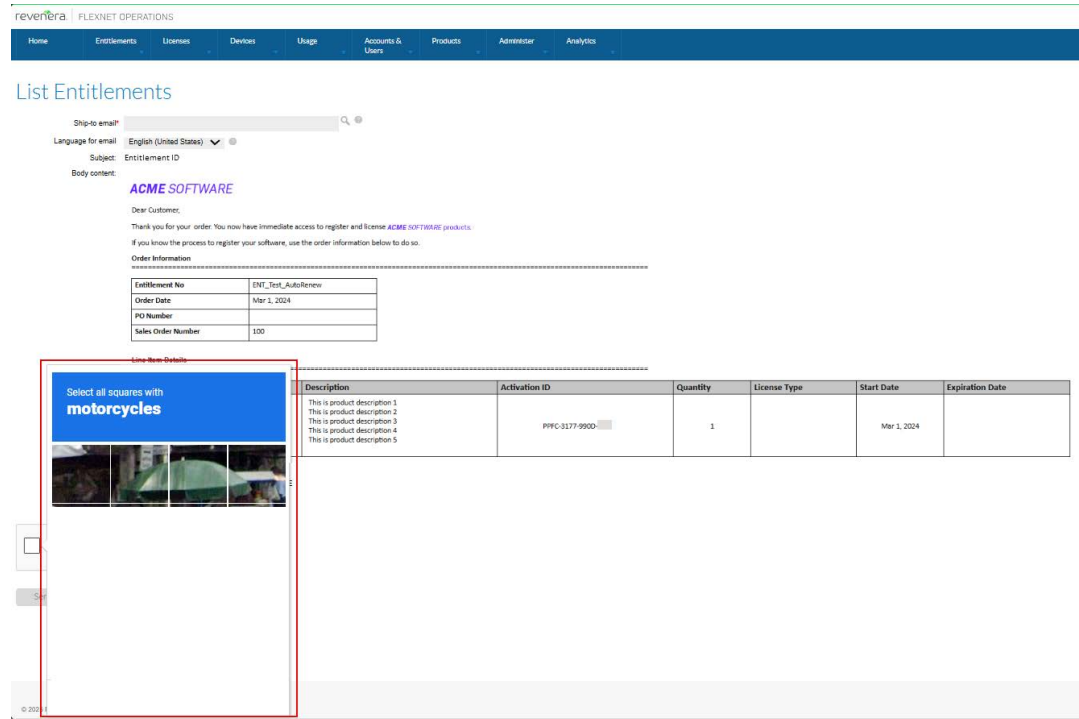 revenera. FLEXNET OPERATIONS
Home Entitlements Licenses Devices Usage Accounts & Users Products Administer Analytics
List Entitlements
Ship-to email*
Language for email English (United States)
Subject: Entitlement ID
Body content:
ACME SOFTWARE
Dear Customer,
Thank you for your order. You now have immediate access to register and license ACME SOFTWARE products.
If you know the process to register your software, use the order information below to do so.
Order Information
Entitlement No ENT_Test_AutoRenew
Order Date Mar 1, 2024
PO Number
Sales Order Number 100
Line Item Details
Description Activation ID Quantity License Type Start Date Expiration Date
This is product description 1
This is product description 2
This is product description 3
This is product description 4
This is product description 5
PPFC-3177-990D- 1 Mar 1, 2024
Select all squares with
motorcycles